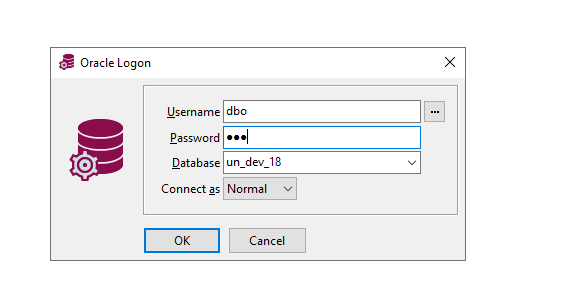 Oracle Logon
Username dbo ...
Password ●●●
Database un_dev_18
Connect as Normal
OK Cancel